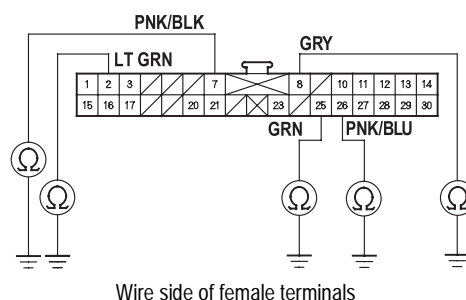 PNK/BLK
LT GRN
GRY
1 2 3 7 8 10 11 12 13 14
15 16 17 20 21 23 25 26 27 28 29 30
GRN
PNK/BLU
Ω
Ω Ω Ω Ω
Wire side of female terminals